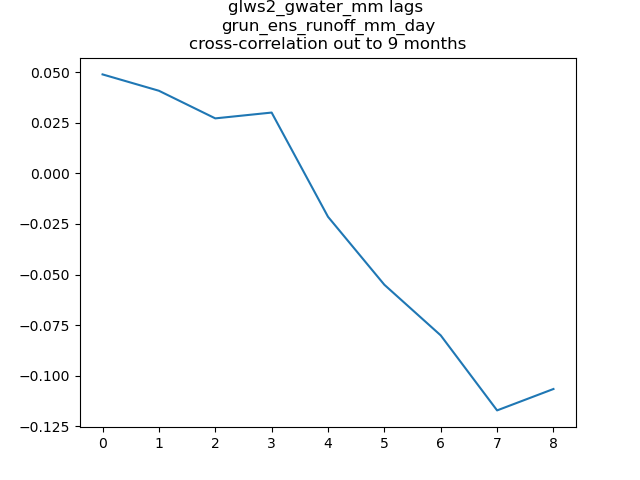 glws2_gwater_mm lags
grun_ens_runoff_mm_day
cross-correlation out to 9 months
0.050
0.025
0.000
−0.025
−0.050
−0.075
−0.100
−0.125
0 1 2 3 4 5 6 7 8